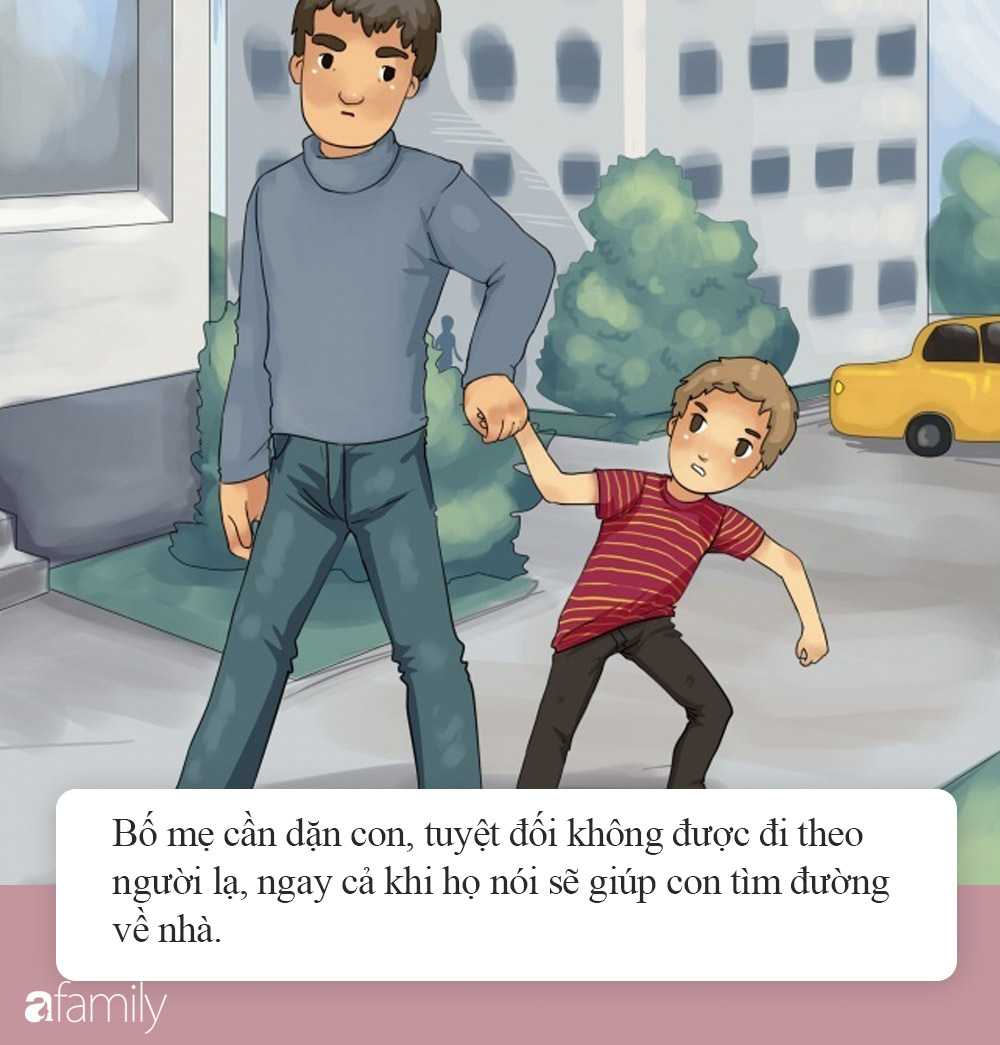 Bố mẹ cần dặn con, tuyệt đối không được đi theo
người lạ, ngay cả khi họ nói sẽ giúp con tìm đường
về nhà.
afamily